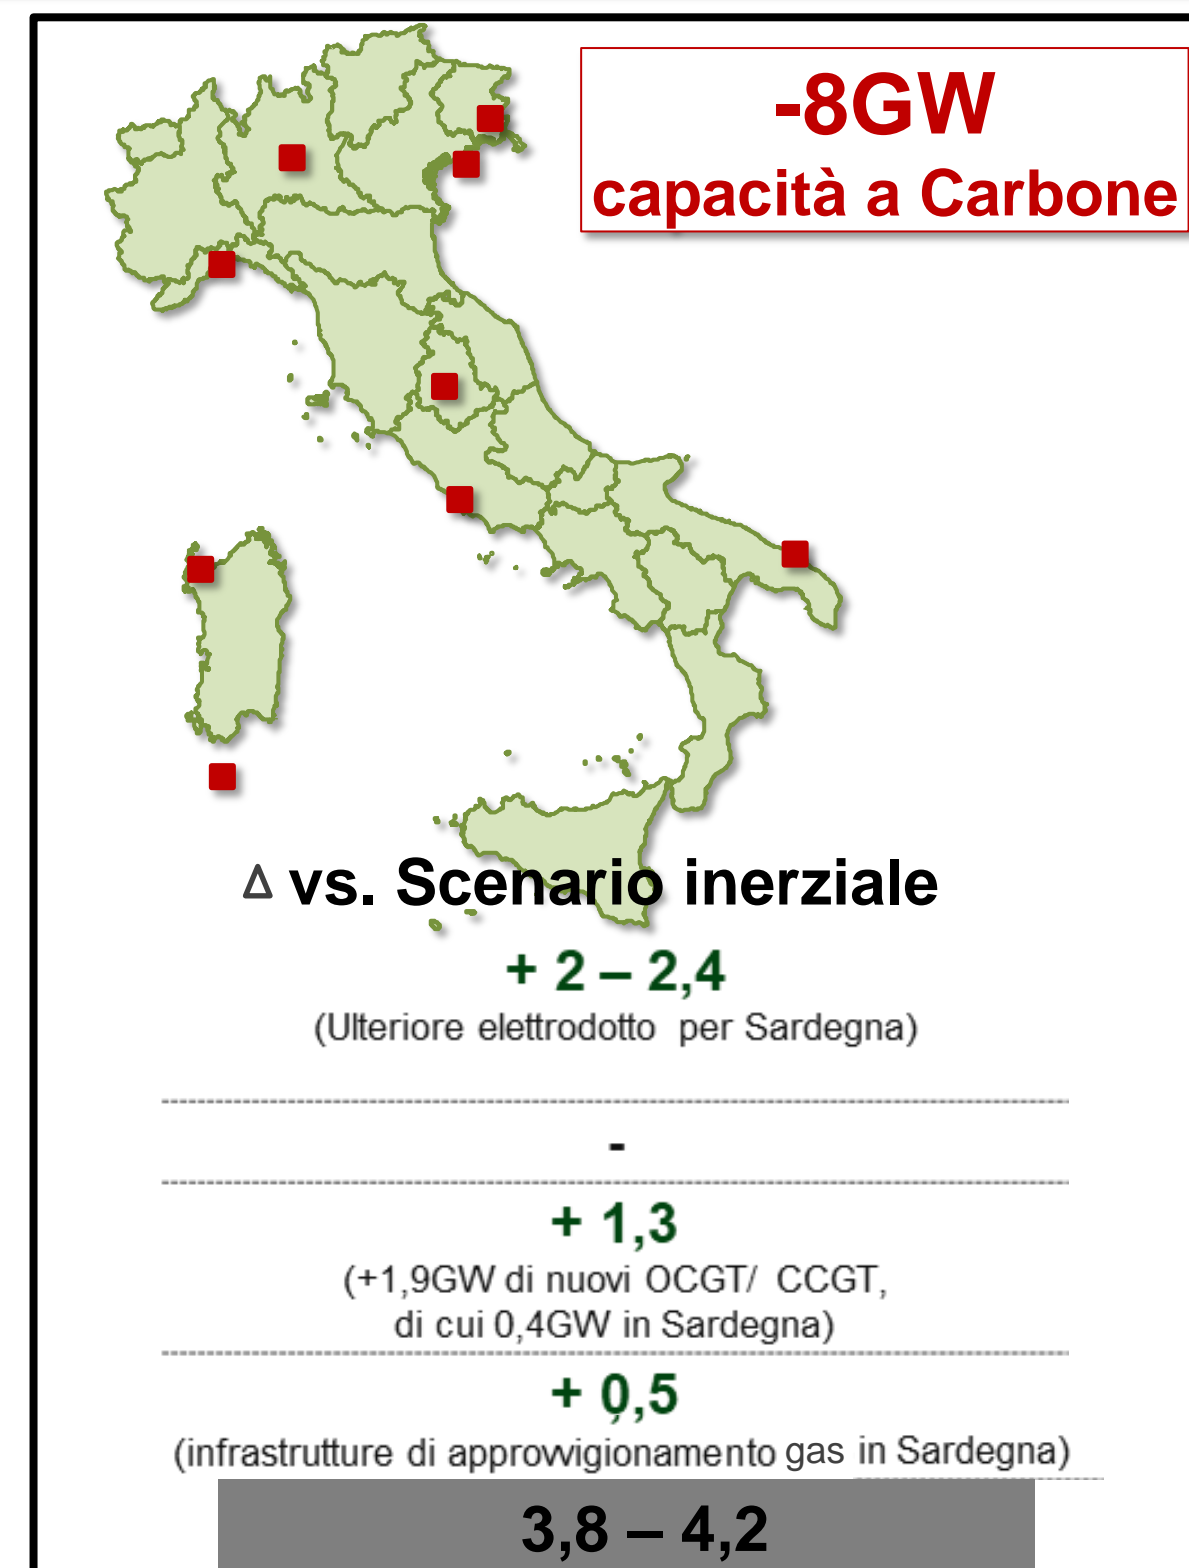 -8GW
capacità a Carbone
Δ vs. Scenario inerziale
+ 2 – 2,4
(Ulteriore elettrodotto per Sardegna)
-
+ 1,3
(+1,9GW di nuovi OCGT/ CCGT,
di cui 0,4GW in Sardegna)
+ 0,5
(infrastrutture di approvvigionamento gas in Sardegna)
3,8 – 4,2